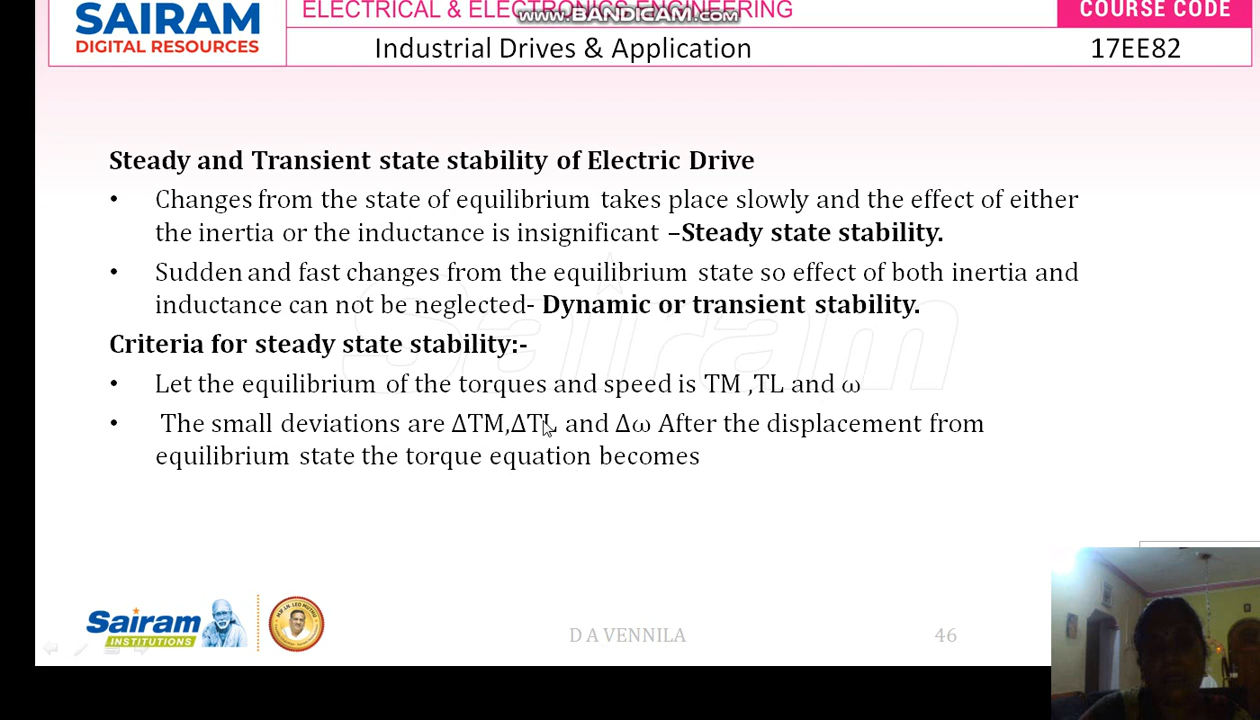 SAIRAM
DIGITAL RESOURCES
ELECTRICAL & ELECTRONICS ENGINEERING
www.BANDICAM.com
COURSE CODE
Industrial Drives & Application
17EE82
Steady and Transient state stability of Electric Drive
• Changes from the state of equilibrium takes place slowly and the effect of either
the inertia or the inductance is insignificant –Steady state stability.
• Sudden and fast changes from the equilibrium state so effect of both inertia and
inductance can not be neglected- Dynamic or transient stability.
Criteria for steady state stability:-
• Let the equilibrium of the torques and speed is TM ,TL and ω
• The small deviations are ΔTM,ΔTL and Δω After the displacement from
equilibrium state the torque equation becomes
Sairam
Sairam
INSTITUTIONS
D A VENNILA
46